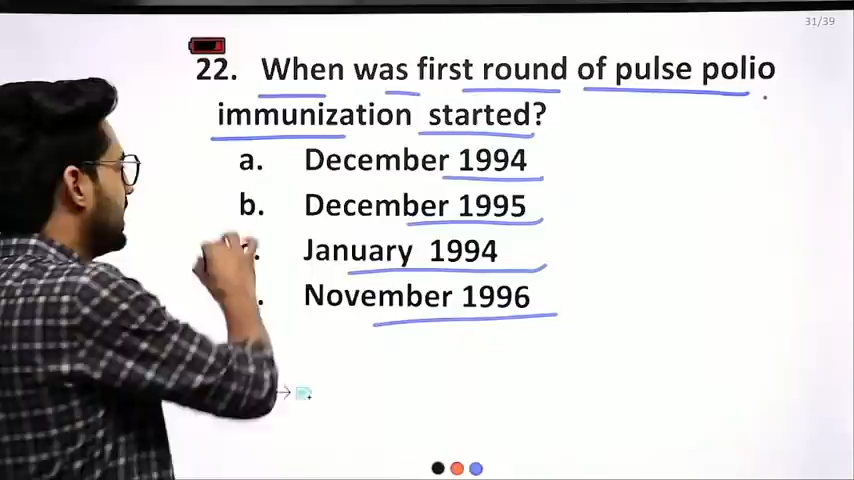 31/39
22. When was first round of pulse polio
immunization started?
a. December 1994
b. December 1995
January 1994
November 1996